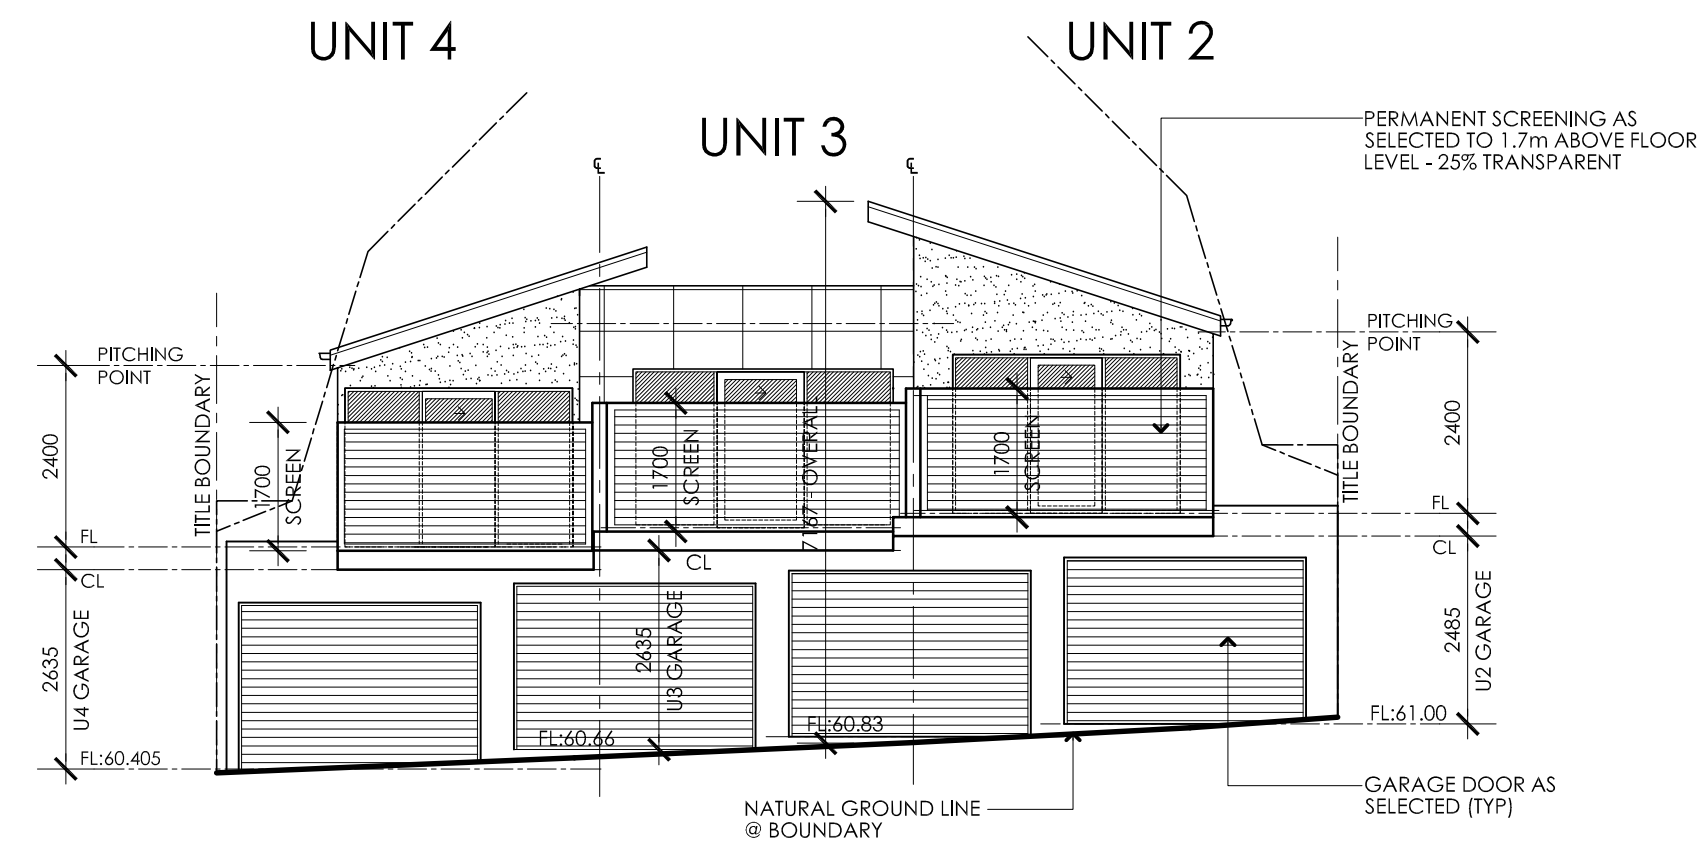 UNIT 4
UNIT 2
UNIT 3
PERMANENT SCREENING AS
SELECTED TO 1.7m ABOVE FLOOR
LEVEL - 25% TRANSPARENT
℄
℄
PITCHING
POINT
PITCHING
POINT
TITLE BOUNDARY
TITLE BOUNDARY
2400
2400
1700
SCREEN
1700
SCREEN
1700
SCREEN
7167 - OVERALL
FL
FL
CL
CL
CL
2635
U4 GARAGE
2635
U3 GARAGE
2485
U2 GARAGE
FL:60.405
FL:60.66
FL:60.83
FL:61.00
NATURAL GROUND LINE
@ BOUNDARY
GARAGE DOOR AS
SELECTED (TYP)